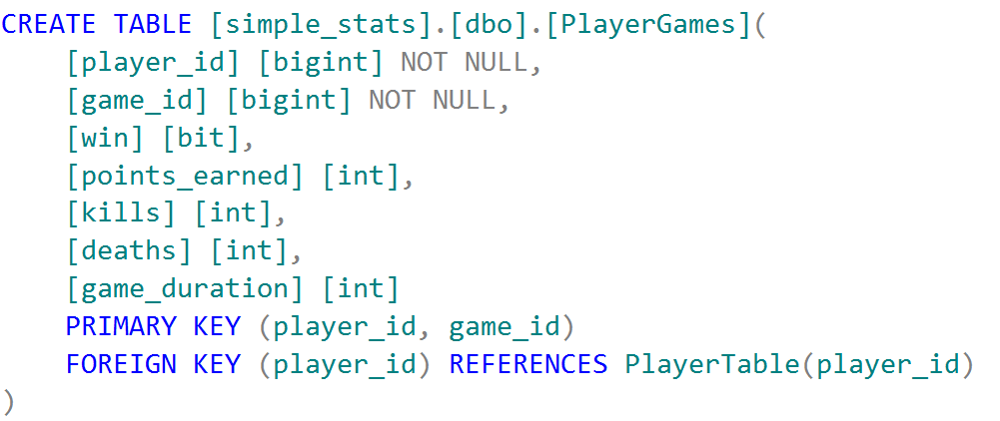 CREATE TABLE [simple_stats].[dbo].[PlayerGames](
    [player_id] [bigint] NOT NULL,
    [game_id] [bigint] NOT NULL,
    [win] [bit],
    [points_earned] [int],
    [kills] [int],
    [deaths] [int],
    [game_duration] [int]
    PRIMARY KEY (player_id, game_id)
    FOREIGN KEY (player_id) REFERENCES PlayerTable(player_id)
)